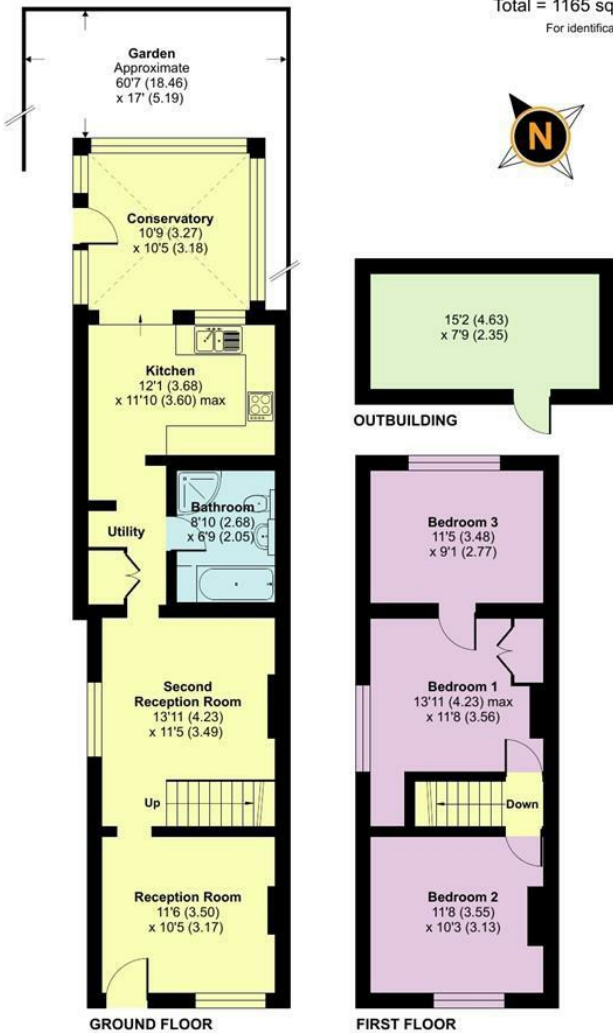 Total = 1165 sq
For identifica
Garden
Approximate
60'7 (18.46)
x 17' (5.19)
N
Conservatory
10'9 (3.27)
x 10'5 (3.18)
15'2 (4.63)
x 7'9 (2.35)
OUTBUILDING
Kitchen
12'1 (3.68)
x 11'10 (3.60) max
Bathroom
8'10 (2.68)
x 6'9 (2.05)
Utility
Bedroom 3
11'5 (3.48)
x 9'1 (2.77)
Second
Reception Room
13'11 (4.23)
x 11'5 (3.49)
Bedroom 1
13'11 (4.23) max
x 11'8 (3.56)
Up
Down
Reception Room
11'6 (3.50)
x 10'5 (3.17)
Bedroom 2
11'8 (3.55)
x 10'3 (3.13)
GROUND FLOOR
FIRST FLOOR